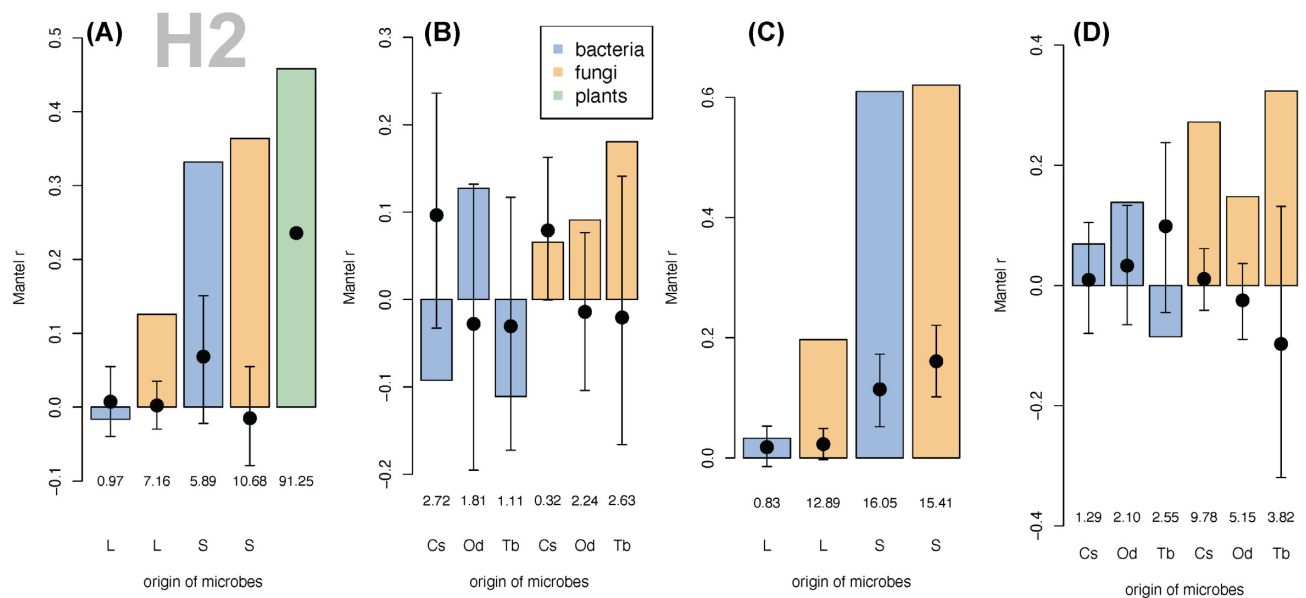 H2
(A)
0.5
0.4
0.3
0.2
0.1
0.0
−0.1
Mantel r
0.97 7.16 5.89 10.68 91.25
L L S S
origin of microbes
(B)
0.3
0.2
0.1
0.0
−0.1
−0.2
Mantel r
bacteria
fungi
plants
2.72 1.81 1.11 0.32 2.24 2.63
Cs Od Tb Cs Od Tb
origin of microbes
(C)
0.6
0.4
0.2
0.0
Mantel r
0.83 12.89 16.05 15.41
L L S S
origin of microbes
(D)
0.4
0.2
0.0
−0.2
−0.4
Mantel r
1.29 2.10 2.55 9.78 5.15 3.82
Cs Od Tb Cs Od Tb
origin of microbes